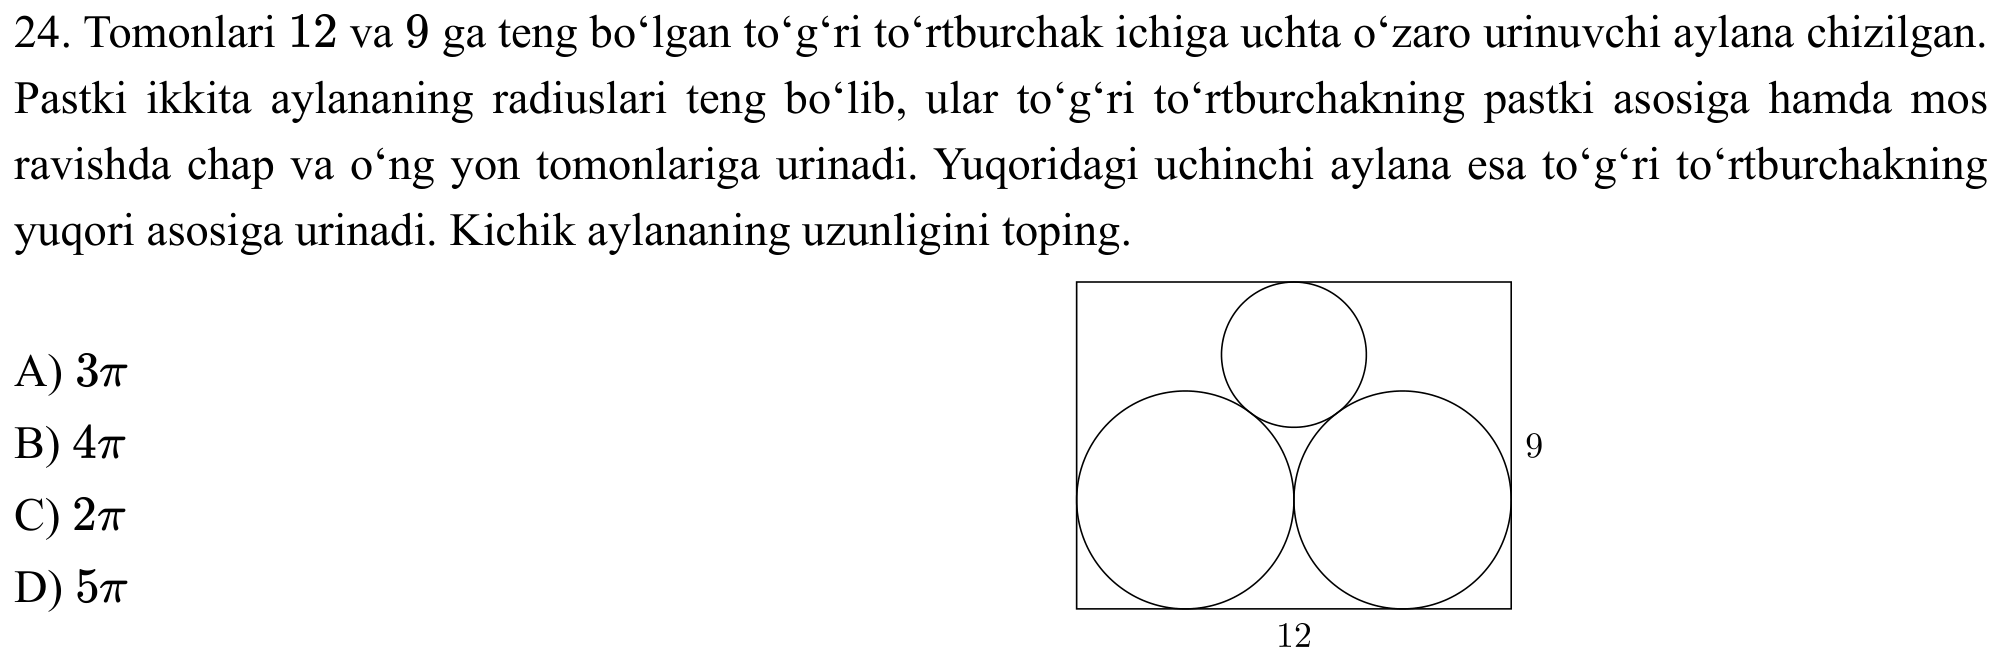 24. Tomonlari 12 va 9 ga teng bo‘lgan to‘g‘ri to‘rtburchak ichiga uchta o‘zaro urinuvchi aylana chizilgan.
Pastki ikkita aylananing radiuslari teng bo‘lib, ular to‘g‘ri to‘rtburchakning pastki asosiga hamda mos
ravishda chap va o‘ng yon tomonlariga urinadi. Yuqoridagi uchinchi aylana esa to‘g‘ri to‘rtburchakning
yuqori asosiga urinadi. Kichik aylananing uzunligini toping.
A) 3π
B) 4π
C) 2π
D) 5π
9
12